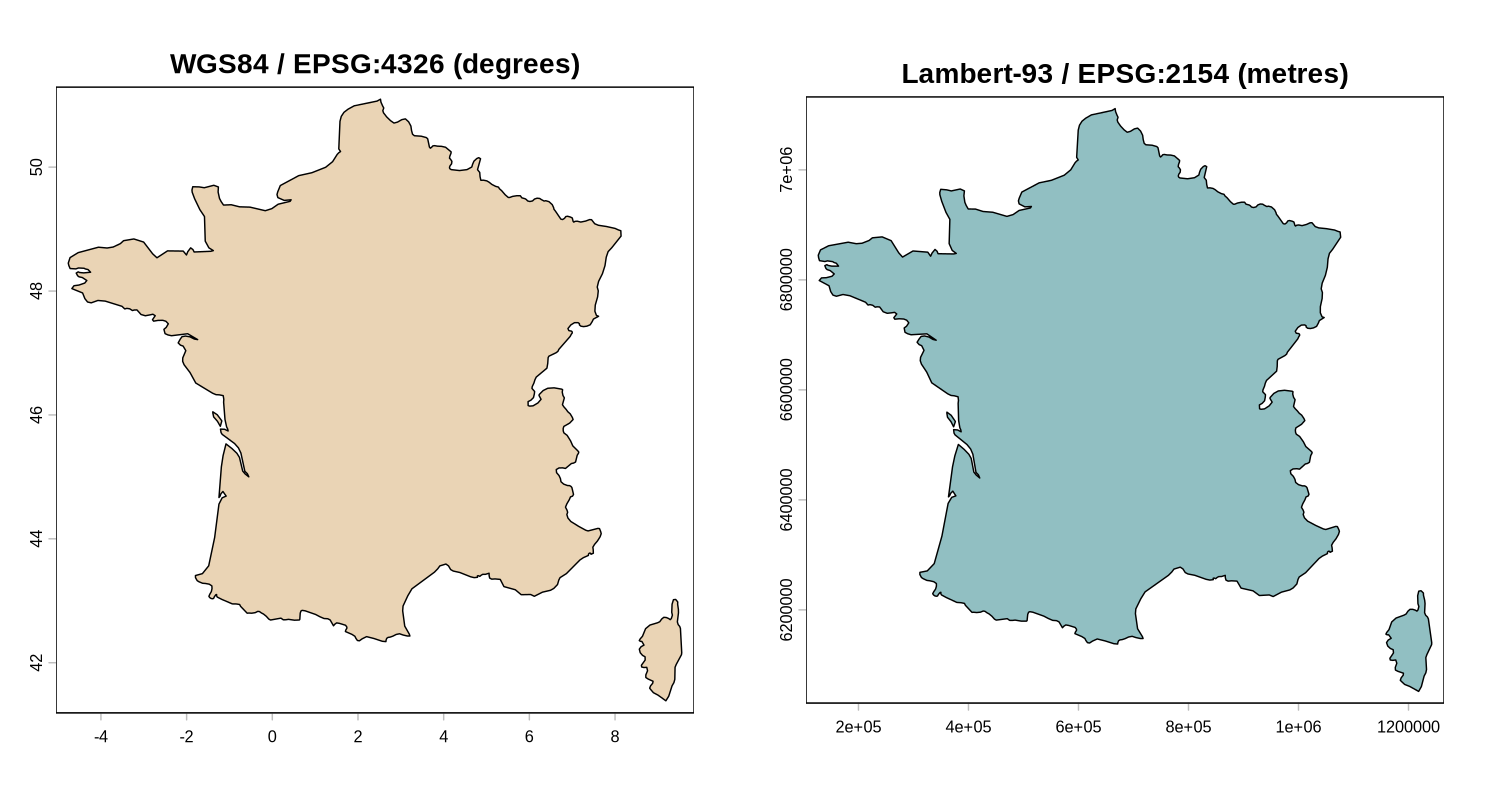 WGS84 / EPSG:4326 (degrees)
50
48
46
44
42
-4 -2 0 2 4 6 8
Lambert-93 / EPSG:2154 (metres)
7e+06
6800000
6600000
6400000
6200000
2e+05 4e+05 6e+05 8e+05 1e+06 1200000